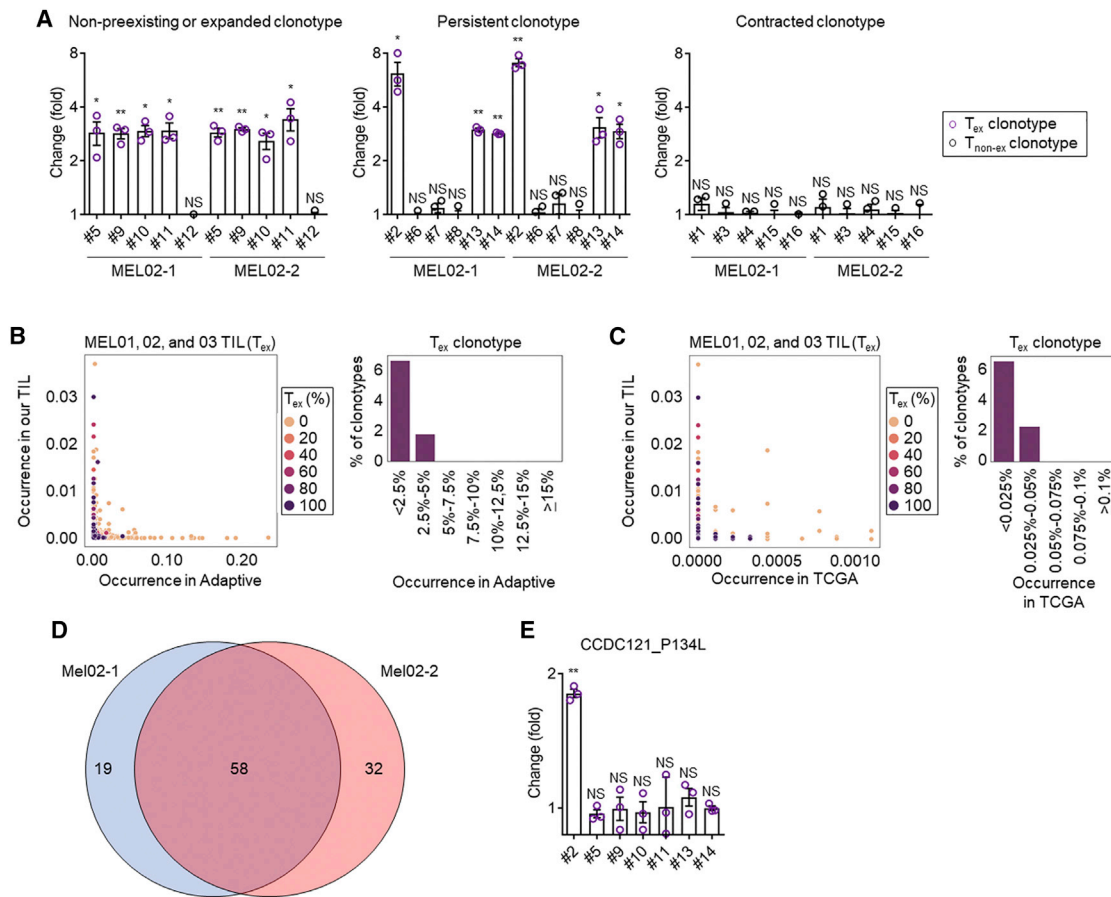 A
Non-preexisting or expanded clonotype
Persistent clonotype
Contracted clonotype
Change (fold)
8
4
2
1
* ** * * NS ** ** * * NS
#5 #9 #10 #11 #12 #5 #9 #10 #11 #12
MEL02-1 MEL02-2
Change (fold)
8
4
2
1
* NS NS NS ** ** ** NS NS NS * *
#2 #6 #7 #8 #13 #14 #2 #6 #7 #8 #13 #14
MEL02-1 MEL02-2
Change (fold)
8
4
2
1
NS NS NS NS NS NS NS NS NS NS
#1 #3 #4 #15 #16 #1 #3 #4 #15 #16
MEL02-1 MEL02-2
Tex clonotype
Tnon-ex clonotype
B
MEL01, 02, and 03 TIL (Tex)
Occurrence in our TIL
0.03
0.02
0.01
0.00
0.00 0.10 0.20
Occurrence in Adaptive
Tex (%)
0
20
40
60
80
100
Tex clonotype
% of clonotypes
6
4
2
0
<2.5%
2.5%-5%
5%-7.5%
7.5%-10%
10%-12,5%
12.5%-15%
≥15%
Occurrence in Adaptive
C
MEL01, 02, and 03 TIL (Tex)
Occurrence in our TIL
0.03
0.02
0.01
0.00
0.0000 0.0005 0.0010
Occurrence in TCGA
Tex (%)
0
20
40
60
80
100
Tex clonotype
% of clonotypes
6
4
2
0
<0.025%
0.025%-0.05%
0.05%-0.075%
0.075%-0.1%
>0.1%
Occurrence
in TCGA
D
Mel02-1
Mel02-2
19
58
32
E
CCDC121_P134L
Change (fold)
2
1
** NS NS NS NS NS NS
#2 #5 #9 #10 #11 #13 #14